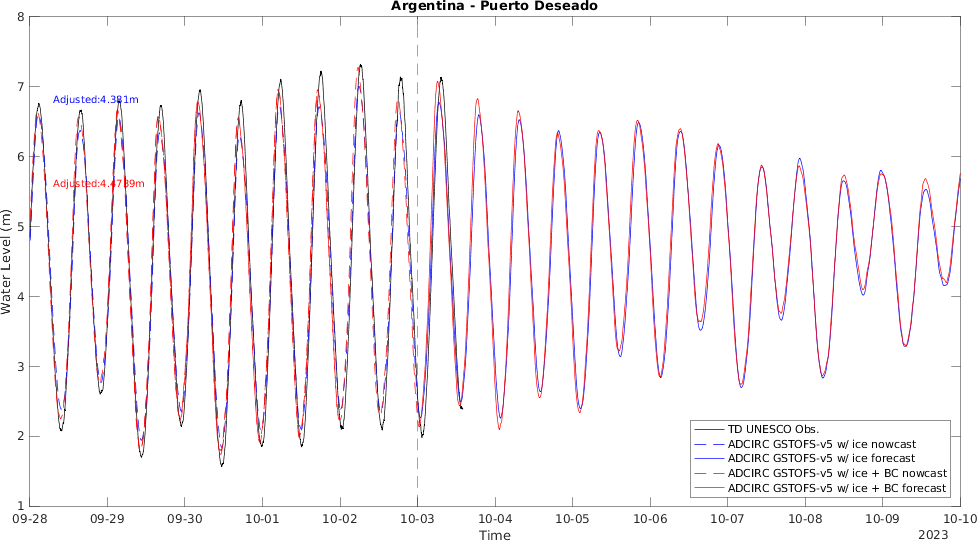 Argentina - Puerto Deseado
8
7
6
5
4
3
2
1
Water Level (m)
Adjusted:4.381m
Adjusted:4.4789m
TD UNESCO Obs.
ADCIRC GSTOFS-v5 w/ ice nowcast
ADCIRC GSTOFS-v5 w/ ice forecast
ADCIRC GSTOFS-v5 w/ ice + BC nowcast
ADCIRC GSTOFS-v5 w/ ice + BC forecast
09-28 09-29 09-30 10-01 10-02 10-03 10-04 10-05 10-06 10-07 10-08 10-09 10-10
Time
2023